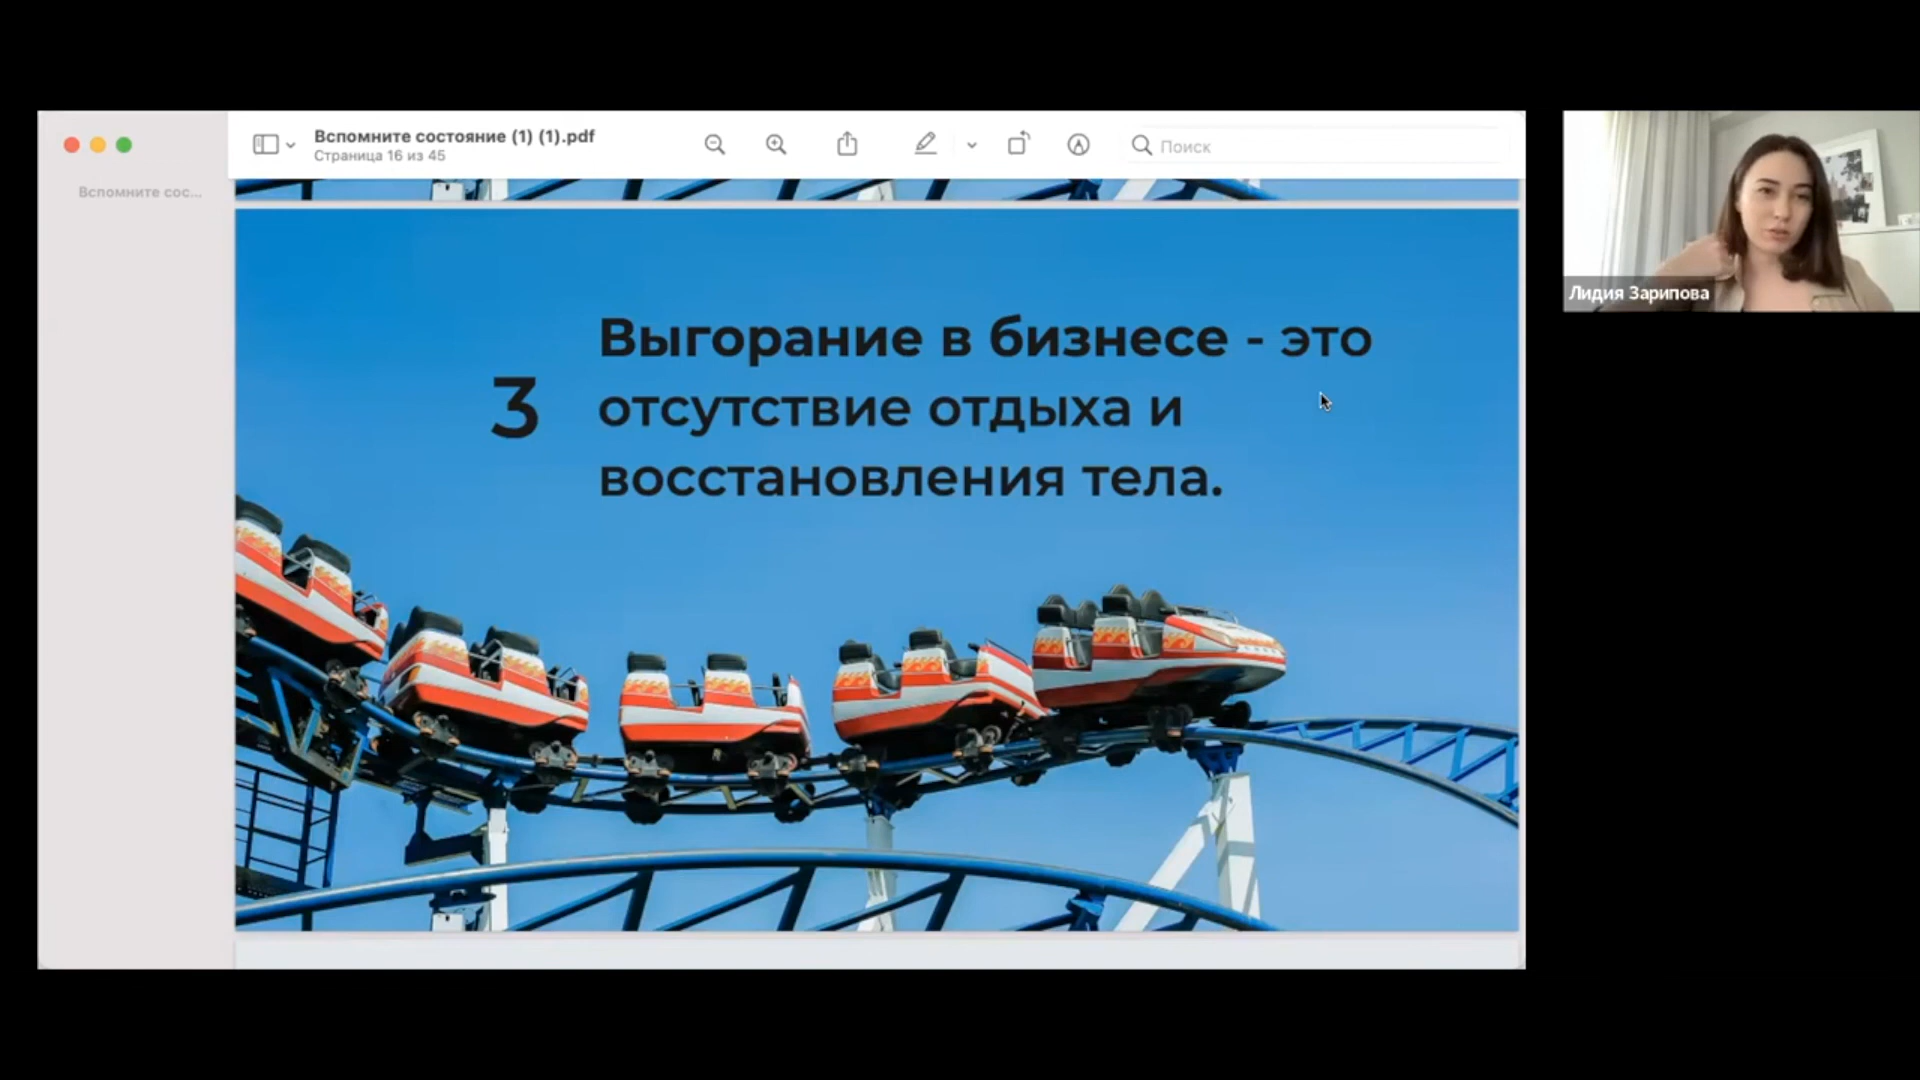 Вспомните состояние (1) (1).pdf
Страница 16 из 45
Поиск
Вспомните сос...
Лидия Зарипова
Выгорание в бизнесе - это
3
отсутствие отдыха и
восстановления тела.